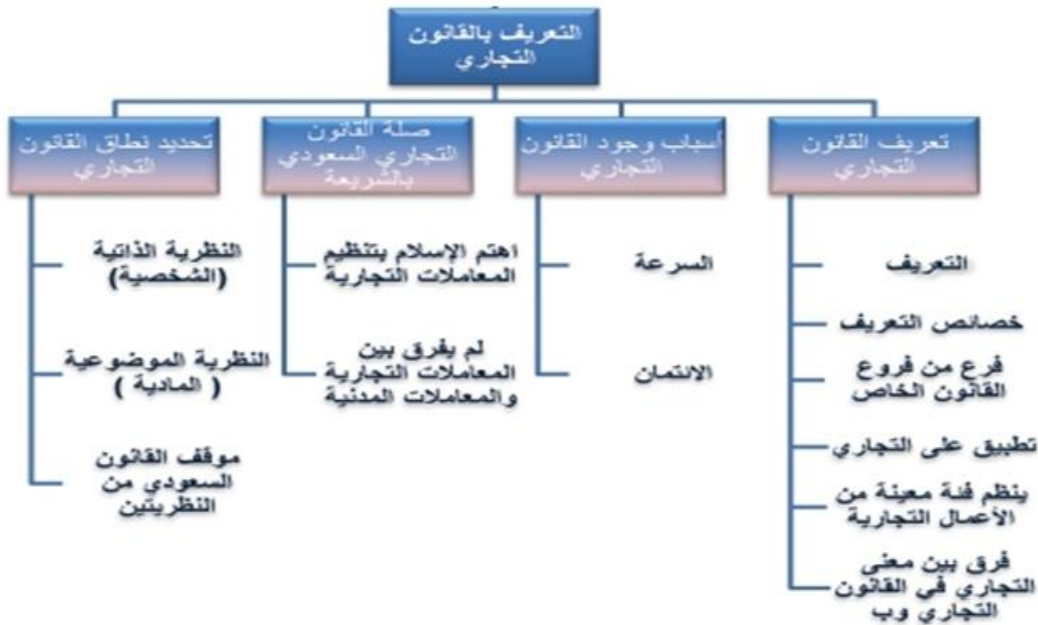 التعريف بالقانون
التجاري
تعريف القانون
التجاري
التعريف
خصائص التعريف
فرع من فروع
القانون الخاص
تطبيق على التجاري
ينظم فئة معينة من
الأعمال التجارية
فرق بين معنى
التجاري في القانون
التجاري وب
أسباب وجود القانون
التجاري
السرعة
الائتمان
صلة القانون
التجاري السعودي
بالشريعة
اهتم الإسلام بتنظيم
المعاملات التجارية
لم يفرق بين
المعاملات التجارية
والمعاملات المدنية
تحديد نطاق القانون
التجاري
النظرية الذاتية
(الشخصية)
النظرية الموضوعية
( المادية )
موقف القانون
السعودي من
النظريتين